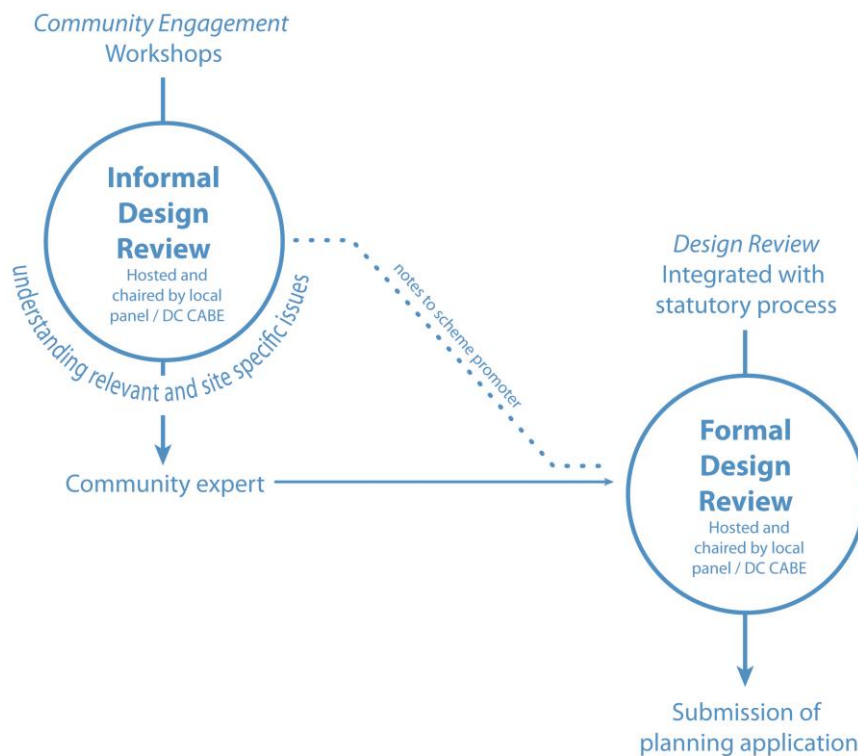 Community Engagement
Workshops
Informal
Design
Review
Hosted and
chaired by local
panel / DC CABE
understanding relevant and site specific issues
Community expert
notes to scheme promoter
Design Review
Integrated with
statutory process
Formal
Design
Review
Hosted and
chaired by local
panel / DC CABE
Submission of
planning application